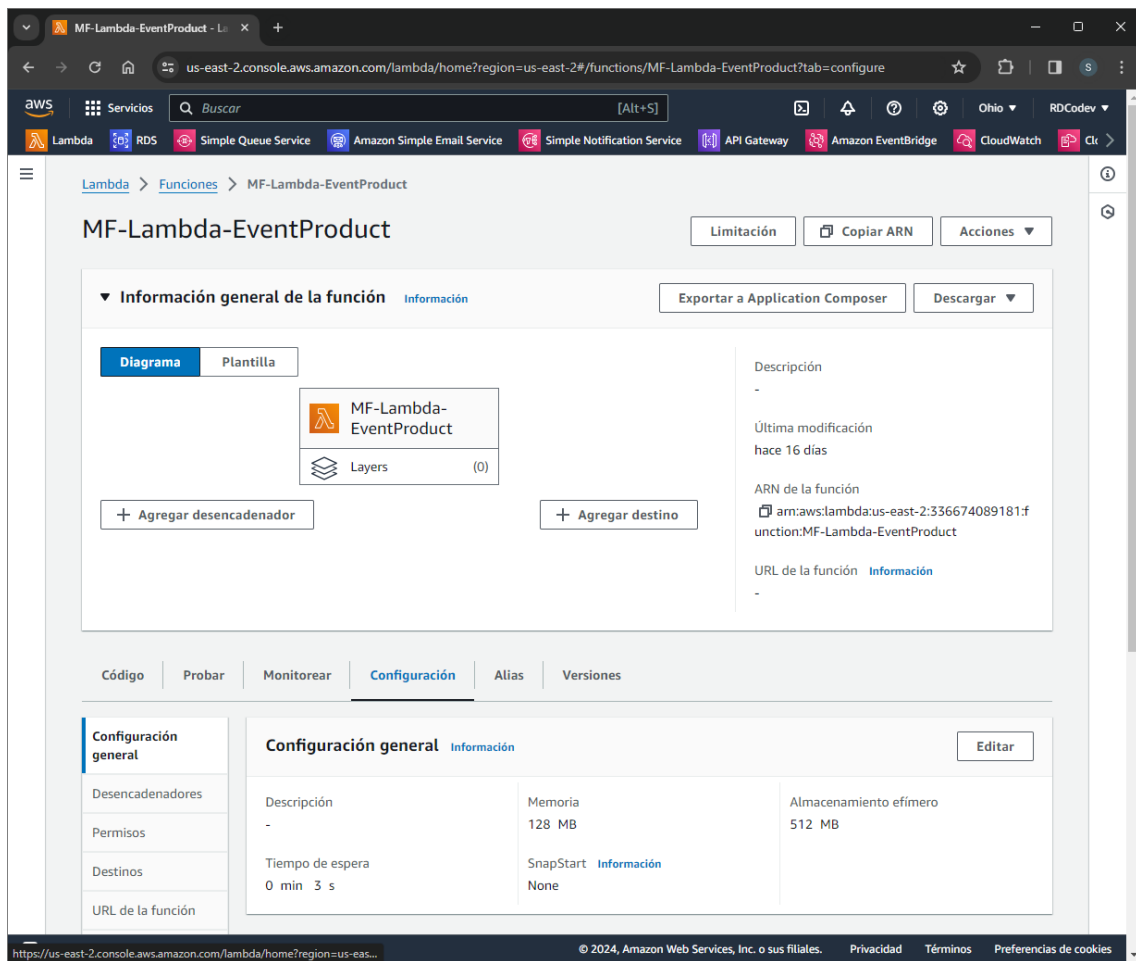 MF-Lambda-EventProduct - La
us-east-2.console.aws.amazon.com/lambda/home?region=us-east-2#/functions/MF-Lambda-EventProduct?tab=configure
S
aws
Servicios
Buscar
[Alt+S]
Ohio
RDCodev
Lambda
RDS
Simple Queue Service
Amazon Simple Email Service
Simple Notification Service
API Gateway
Amazon EventBridge
CloudWatch
Clo
Lambda > Funciones > MF-Lambda-EventProduct
MF-Lambda-EventProduct
Limitación
Copiar ARN
Acciones
Información general de la función Información
Exportar a Application Composer
Descargar
Diagrama
Plantilla
MF-Lambda-
EventProduct
Layers (0)
+ Agregar desencadenador
+ Agregar destino
Descripción
-
Última modificación
hace 16 días
ARN de la función
arn:aws:lambda:us-east-2:336674089181:f
unction:MF-Lambda-EventProduct
URL de la función Información
-
Código
Probar
Monitorear
Configuración
Alias
Versiones
Configuración
general
Desencadenadores
Permisos
Destinos
URL de la función
Configuración general Información
Editar
Descripción
-
Memoria
128 MB
Almacenamiento efímero
512 MB
Tiempo de espera
0 min 3 s
SnapStart Información
None
https://us-east-2.console.aws.amazon.com/lambda/home?region=us-eas...
© 2024, Amazon Web Services, Inc. o sus filiales.
Privacidad
Términos
Preferencias de cookies